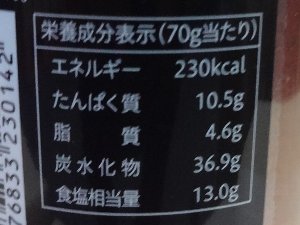 栄養成分表示(70g当たり)
エネルギー 230kcal
たんぱく質 10.5g
脂質 4.6g
炭水化物 36.9g
食塩相当量 13.0g
76833230142